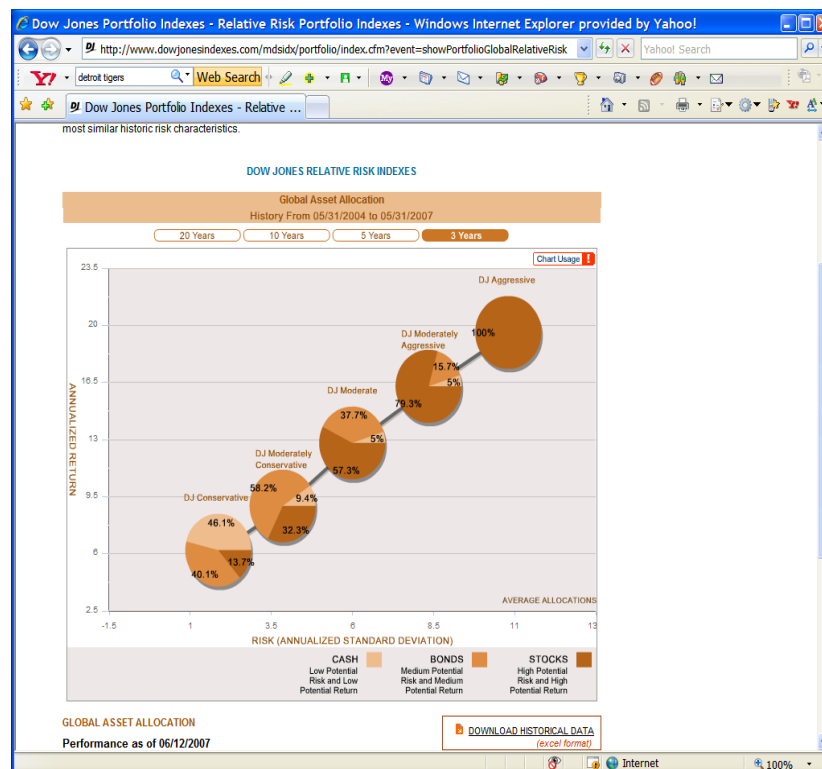 Dow Jones Portfolio Indexes - Relative Risk Portfolio Indexes - Windows Internet Explorer provided by Yahoo!
http://www.dowjonesindexes.com/mdsidx/portfolio/index.cfm?event=showPortfolioGlobalRelativeRisk
Yahoo! Search
Y! detroit tigers Web Search
Dow Jones Portfolio Indexes - Relative ...
most similar historic risk characteristics.
DOW JONES RELATIVE RISK INDEXES
Global Asset Allocation
History From 05/31/2004 to 05/31/2007
20 Years 10 Years 5 Years 3 Years
Chart Usage !
23.5
DJ Aggressive
20
100%
DJ Moderately
Aggressive
15.7%
5%
79.3%
16.5
DJ Moderate
37.7%
5%
57.3%
13
DJ Moderately
Conservative
58.2%
9.4%
32.3%
9.5
DJ Conservative
46.1%
13.7%
40.1%
6
2.5
ANNUALIZED RETURN
AVERAGE ALLOCATIONS
-1.5 1 3.5 6 8.5 11 13
RISK (ANNUALIZED STANDARD DEVIATION)
CASH
Low Potential
Risk and Low
Potential Return
BONDS
Medium Potential
Risk and Medium
Potential Return
STOCKS
High Potential
Risk and High
Potential Return
GLOBAL ASSET ALLOCATION
Performance as of 06/12/2007
DOWNLOAD HISTORICAL DATA
(excel format)
Internet
100%